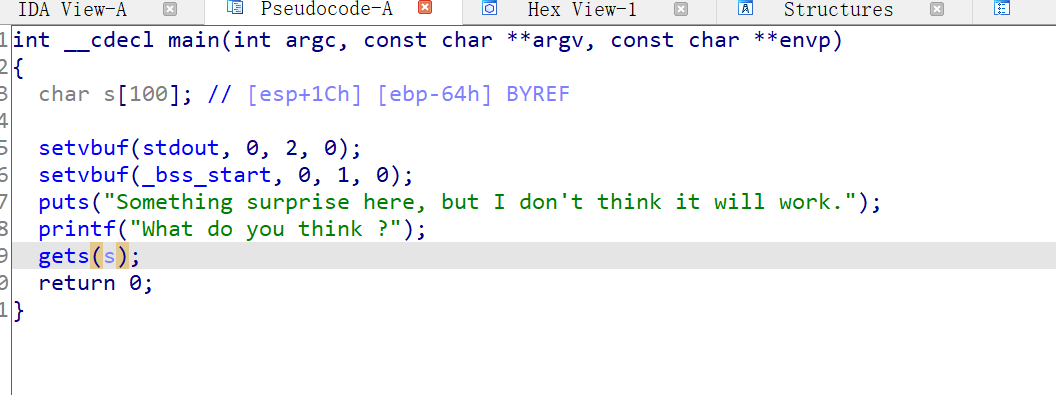 IDA View-A Pseudocode-A Hex View-1 Structures
1 int __cdecl main(int argc, const char **argv, const char **envp)
2 {
3 char s[100]; // [esp+1Ch] [ebp-64h] BYREF
4
5 setvbuf(stdout, 0, 2, 0);
6 setvbuf(_bss_start, 0, 1, 0);
7 puts("Something surprise here, but I don't think it will work.");
8 printf("What do you think ?");
9 gets(s);
0 return 0;
1 }